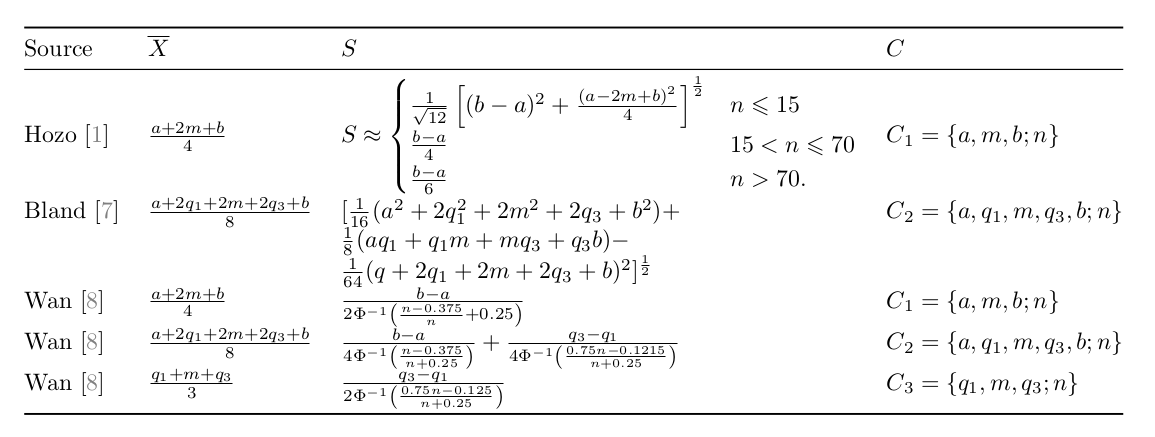 Source $\overline{X}$ $S$ $C$
Hozo [1] $\frac{a+2m+b}{4}$ $S \approx \begin{cases} \frac{1}{\sqrt{12}} \left[ (b-a)^2 + \frac{(a-2m+b)^2}{4} \right]^{\frac{1}{2}} & n \leqslant 15 \\ \frac{b-a}{4} & 15 < n \leqslant 70 \\ \frac{b-a}{6} & n > 70. \end{cases}$ $C_1 = \{a, m, b; n\}$
Bland [7] $\frac{a+2q_1+2m+2q_3+b}{8}$ $[\frac{1}{16}(a^2 + 2q_1^2 + 2m^2 + 2q_3 + b^2)+$ $C_2 = \{a, q_1, m, q_3, b; n\}$
$\frac{1}{8}(aq_1 + q_1m + mq_3 + q_3b)-$
$\frac{1}{64}(q + 2q_1 + 2m + 2q_3 + b)^2]^{\frac{1}{2}}$
Wan [8] $\frac{a+2m+b}{4}$ $\frac{b-a}{2\Phi^{-1}\left(\frac{n-0.375}{n}+0.25\right)}$ $C_1 = \{a, m, b; n\}$
Wan [8] $\frac{a+2q_1+2m+2q_3+b}{8}$ $\frac{b-a}{4\Phi^{-1}\left(\frac{n-0.375}{n+0.25}\right)} + \frac{q_3-q_1}{4\Phi^{-1}\left(\frac{0.75n-0.1215}{n+0.25}\right)}$ $C_2 = \{a, q_1, m, q_3, b; n\}$
Wan [8] $\frac{q_1+m+q_3}{3}$ $\frac{q_3-q_1}{2\Phi^{-1}\left(\frac{0.75n-0.125}{n+0.25}\right)}$ $C_3 = \{q_1, m, q_3; n\}$